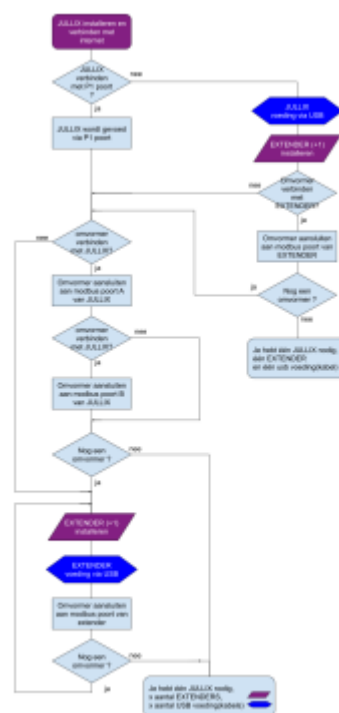 JULLIX installeren en
verbinden met
internet
JULLIX
verbinden
met P1 poort
?
nee
ja
JULLIX
voeding via USB
JULLIX wordt gevoed
via P1 poort
EXTENDER (+1)
installeren
nee
Omvormer
verbinden
met
EXTENDER?
ja
nee
omvormer
verbinden
met JULLIX?
ja
Omvormer aansluiten
aan modbus poort van
EXTENDER
Omvormer aansluiten
aan modbus poort A
van JULLIX
ja
Nog een
omvormer ?
nee
omvormer
verbinden
met JULLIX?
nee
ja
Je hebt één JULLIX nodig,
één EXTENDER
en één usb voedingkabel
Omvormer aansluiten
aan modbus poort B
van JULLIX
Nog een
omvormer ?
nee
ja
EXTENDER (+1)
installeren
EXTENDER
voeding via USB
Omvormer aansluiten
aan modbus poort van
extender
Nog een
omvormer ?
nee
ja
Je hebt één JULLIX nodig,
x aantal EXTENDERS,
x aantal USB voedingkabels